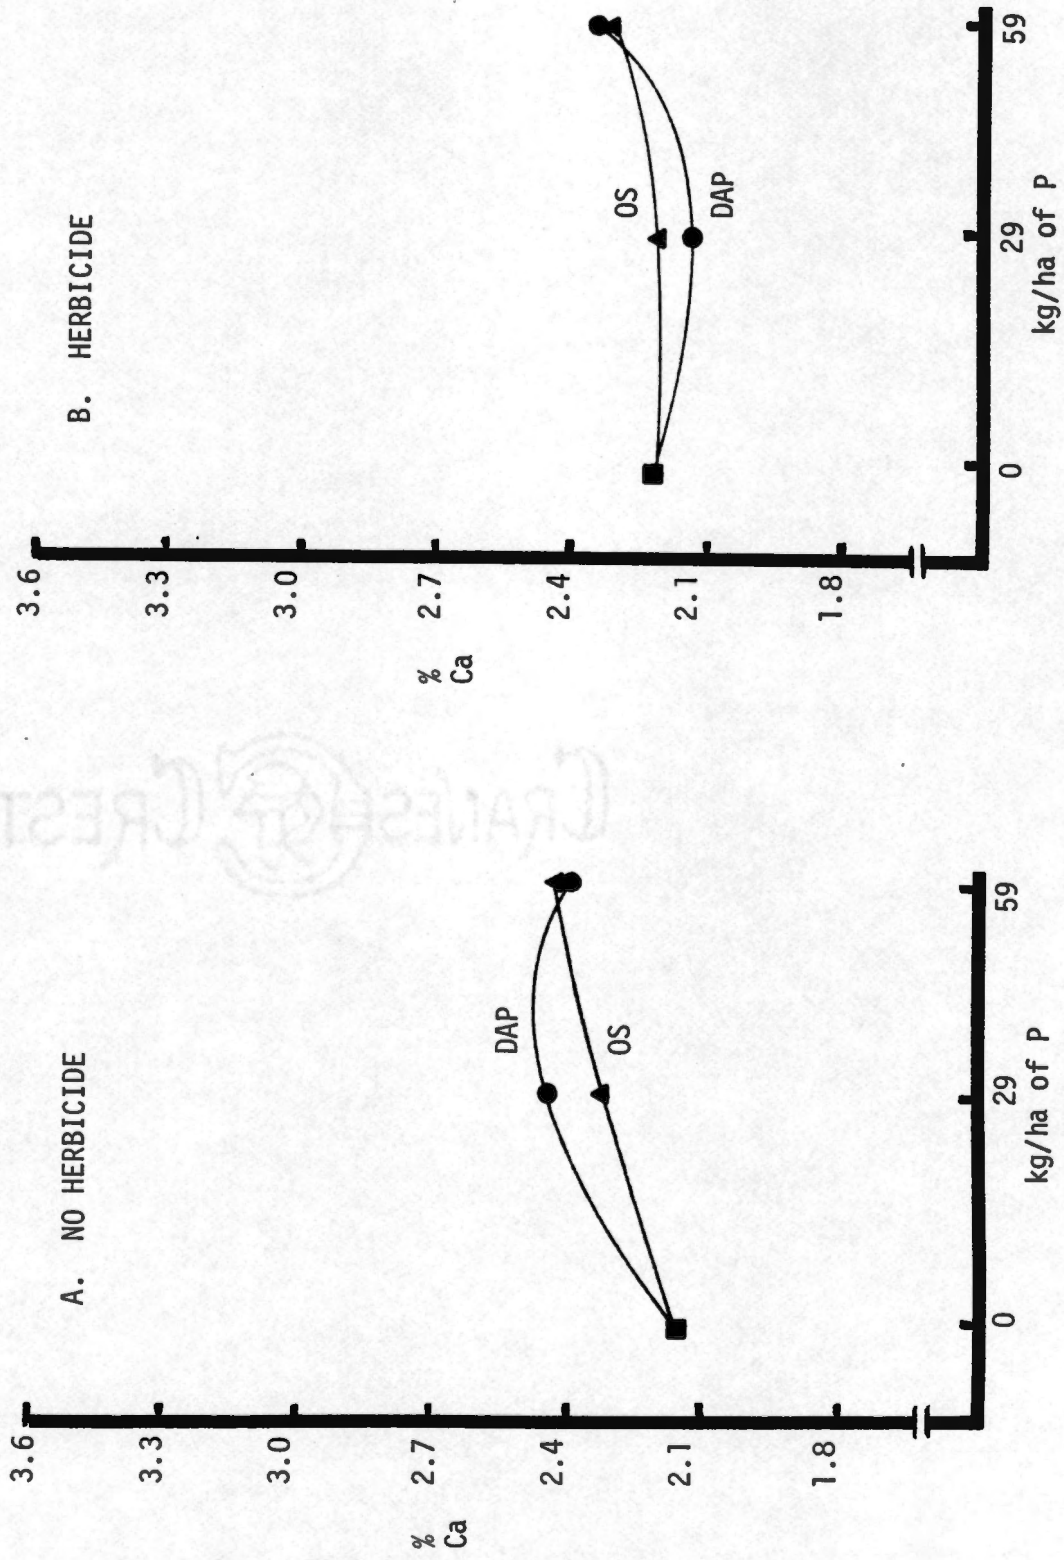 A. NO HERBICIDE
3.6
3.3
3.0
2.7
2.4
2.1
1.8
%
Ca
DAP
OS
0
29
59
kg/ha of P
B. HERBICIDE
3.6
3.3
3.0
2.7
2.4
2.1
1.8
%
Ca
OS
DAP
0
29
59
kg/ha of P
CRANE'S CREST